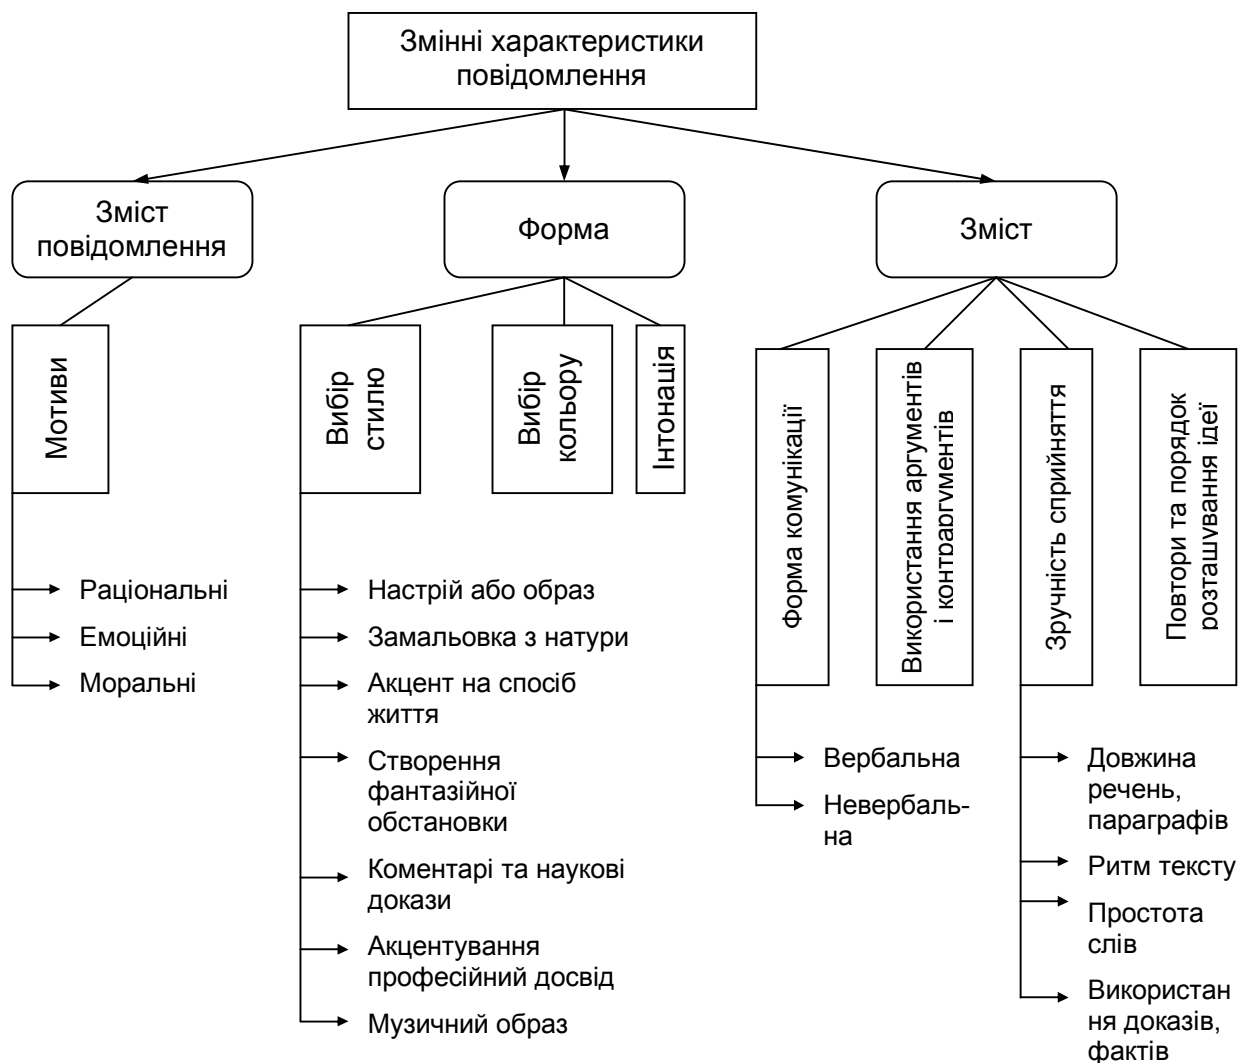 Змінні характеристики
повідомлення
Зміст
повідомлення
Форма
Зміст
Мотиви
Вибір
стилю
Вибір
кольору
Інтонація
Форма комунікації
Використання аргументів
і контраргументів
Зручність сприйняття
Повтори та порядок
розташування ідеї
Раціональні
Емоційні
Моральні
Настрій або образ
Замальовка з натури
Акцент на спосіб
життя
Створення
фантазійної
обстановки
Коментарі та наукові
докази
Акцентування
професійний досвід
Музичний образ
Вербальна
Невербаль-
на
Довжина
речень,
параграфів
Ритм тексту
Простота
слів
Використан
ня доказів,
фактів